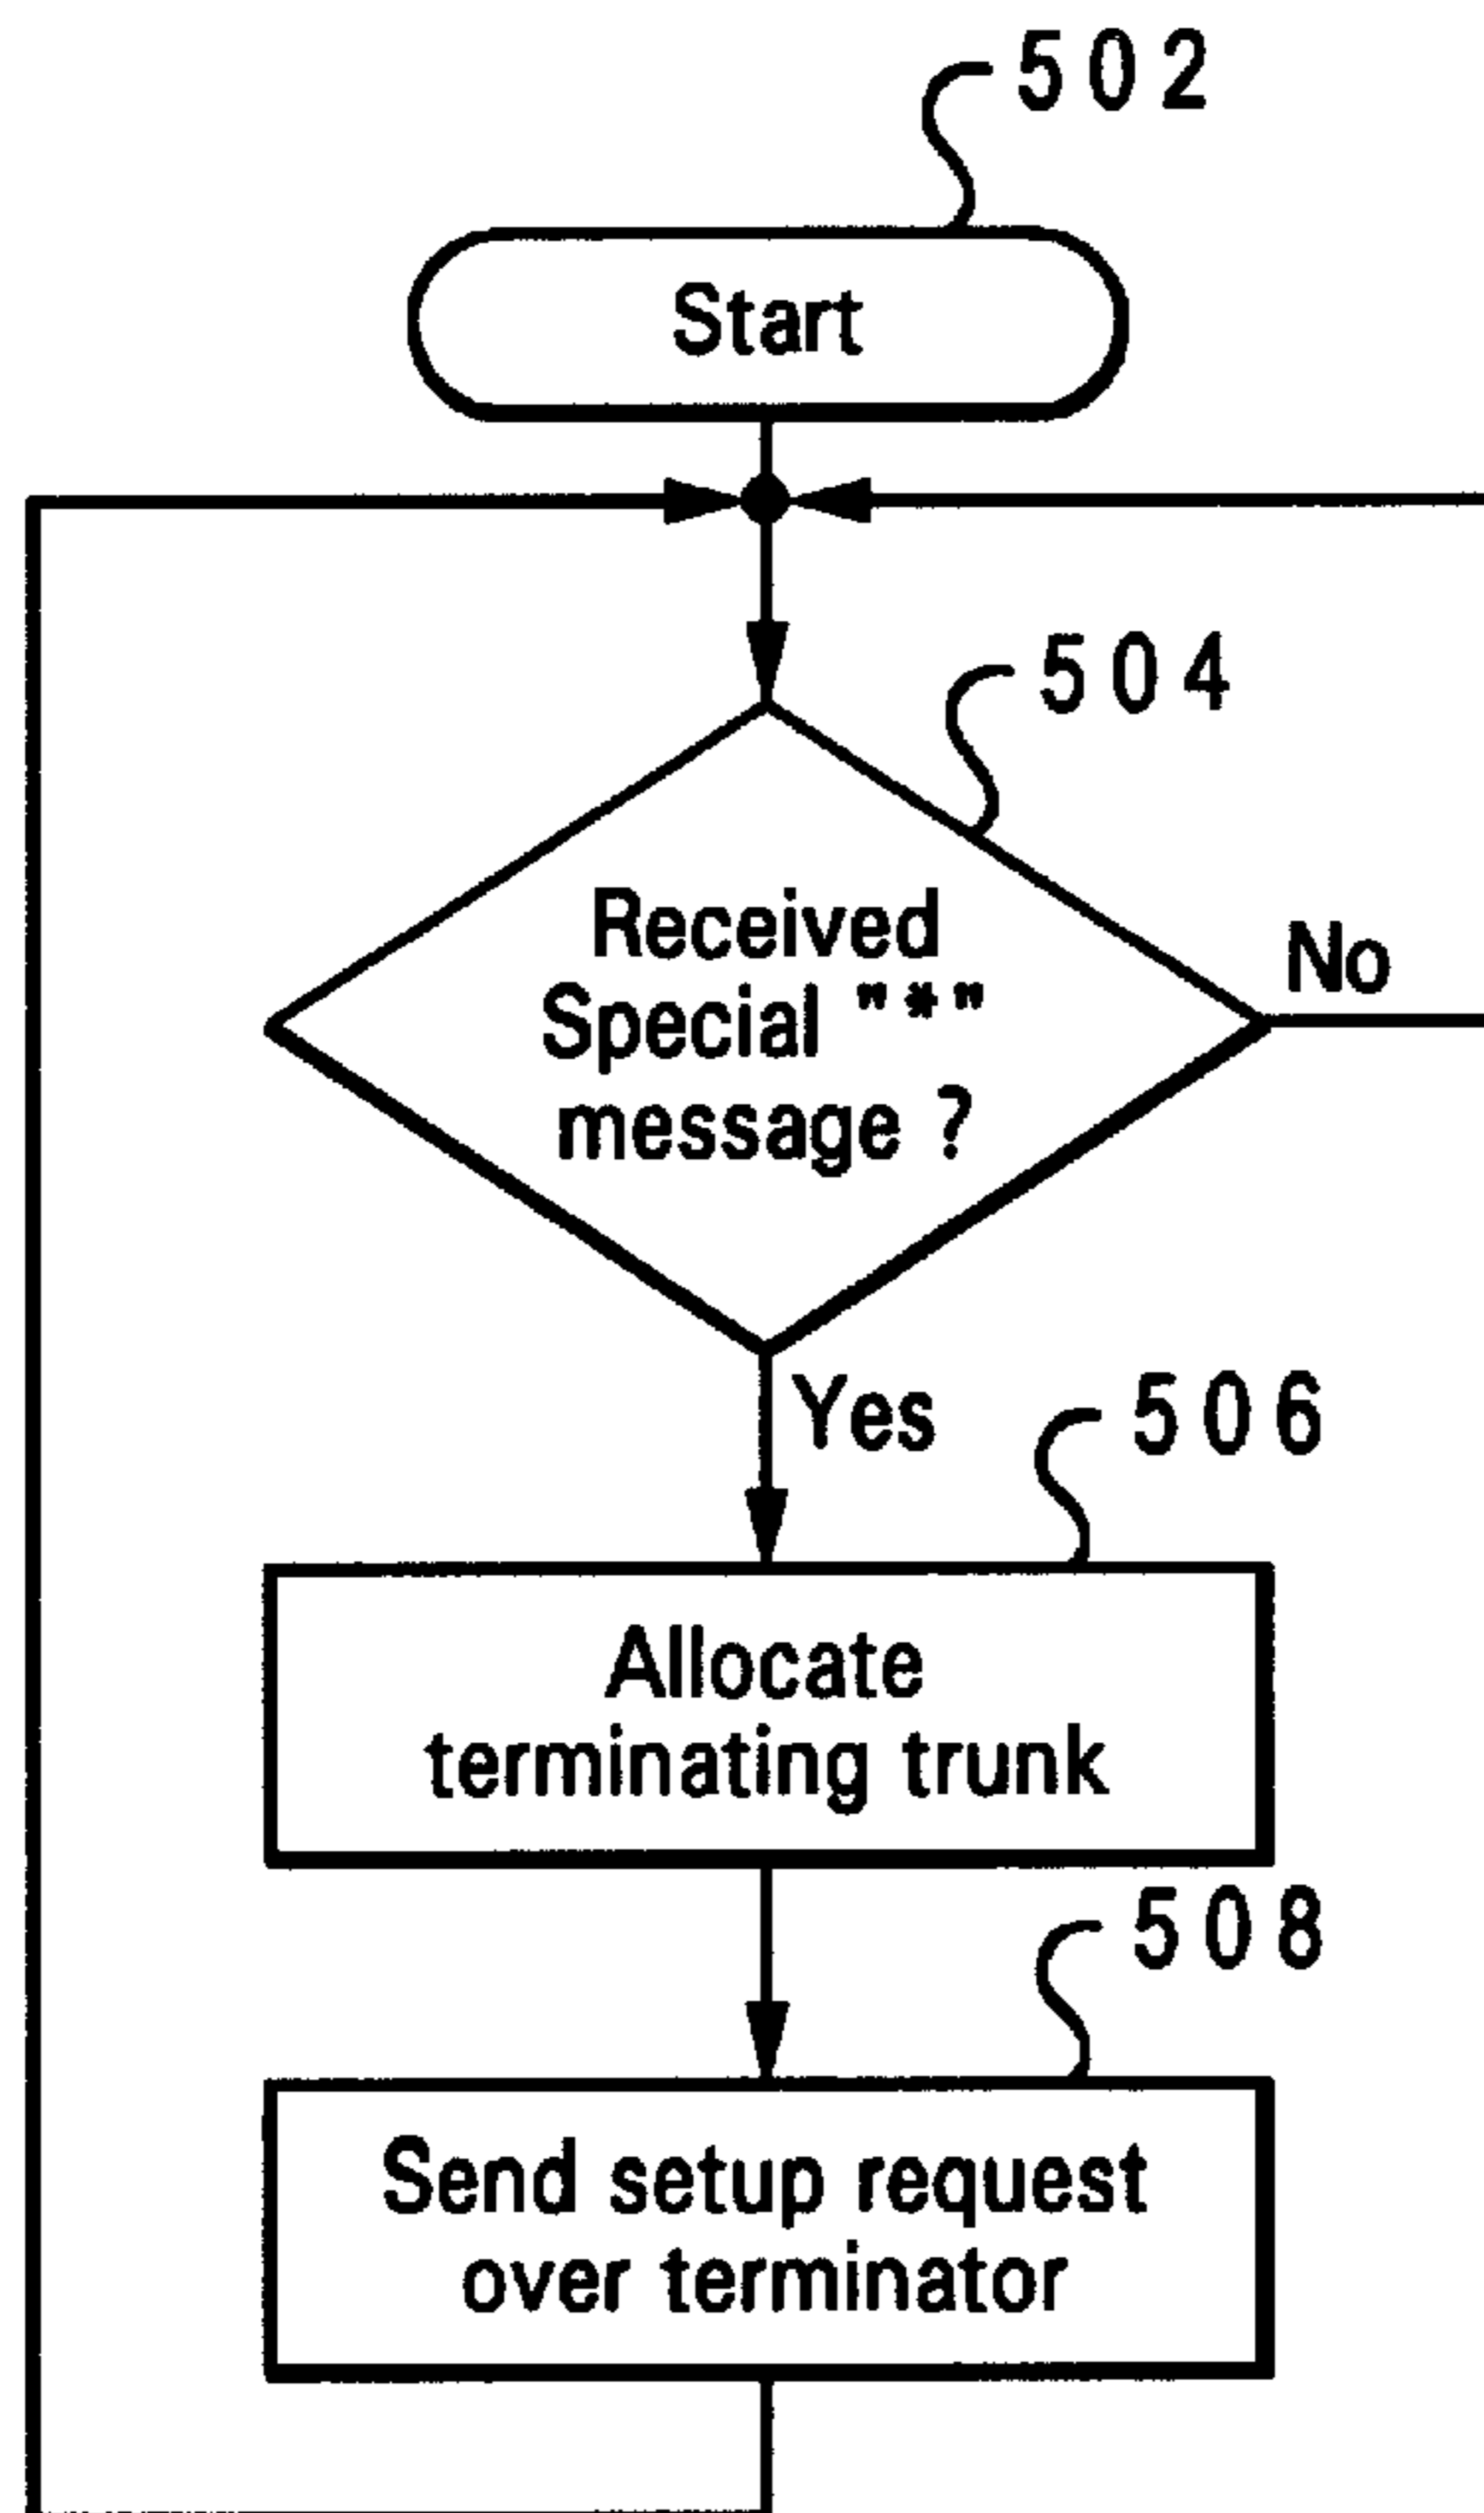 502
Start
504
Received
Special "*"
message ?
No
Yes
506
Allocate
terminating trunk
508
Send setup request
over terminator